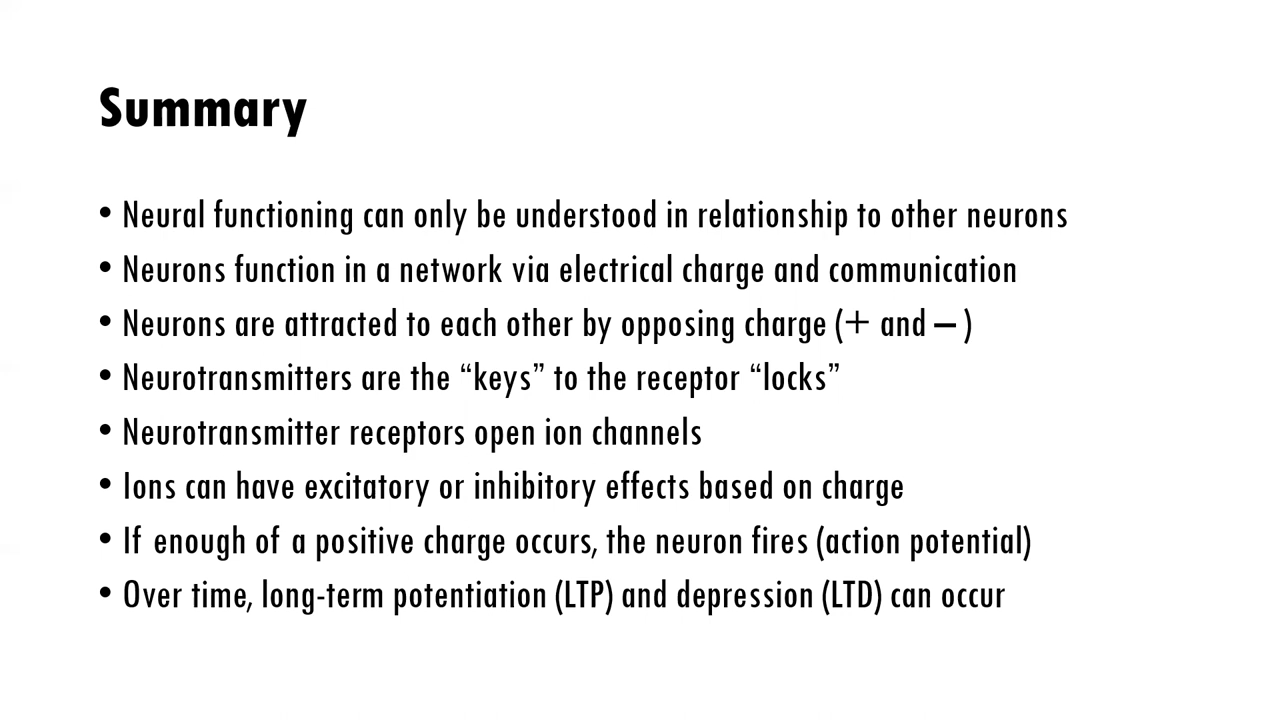 Summary
• Neural functioning can only be understood in relationship to other neurons
• Neurons function in a network via electrical charge and communication
• Neurons are attracted to each other by opposing charge (+ and – )
• Neurotransmitters are the “keys” to the receptor “locks”
• Neurotransmitter receptors open ion channels
• Ions can have excitatory or inhibitory effects based on charge
• If enough of a positive charge occurs, the neuron fires (action potential)
• Over time, long-term potentiation (LTP) and depression (LTD) can occur